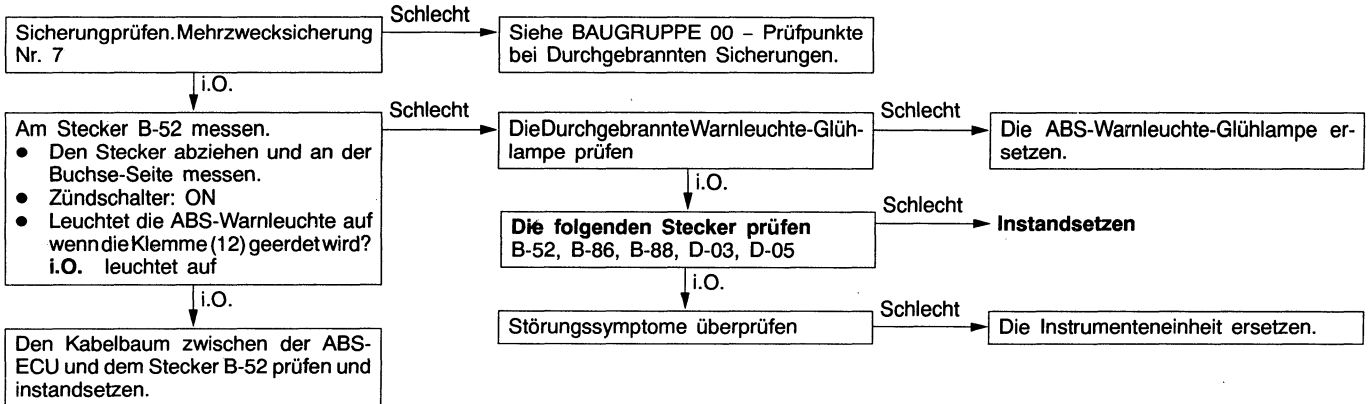 Sicherungprüfen. Mehrzwecksicherung
Nr. 7
Schlecht
Siehe BAUGRUPPE 00 – Prüfpunkte
bei Durchgebrannten Sicherungen.
i.O.
Am Stecker B-52 messen.
● Den Stecker abziehen und an der
Buchse-Seite messen.
● Zündschalter: ON
● Leuchtet die ABS-Warnleuchte auf
wenn die Klemme (12) geerdet wird?
i.O. leuchtet auf
Schlecht
Die Durchgebrannte Warnleuchte-Glüh-
lampe prüfen
Schlecht
Die ABS-Warnleuchte-Glühlampe er-
setzen.
i.O.
Die folgenden Stecker prüfen
B-52, B-86, B-88, D-03, D-05
Schlecht
Instandsetzen
i.O.
Störungssymptome überprüfen
Schlecht
Die Instrumenteneinheit ersetzen.
i.O.
Den Kabelbaum zwischen der ABS-
ECU und dem Stecker B-52 prüfen und
instandsetzen.